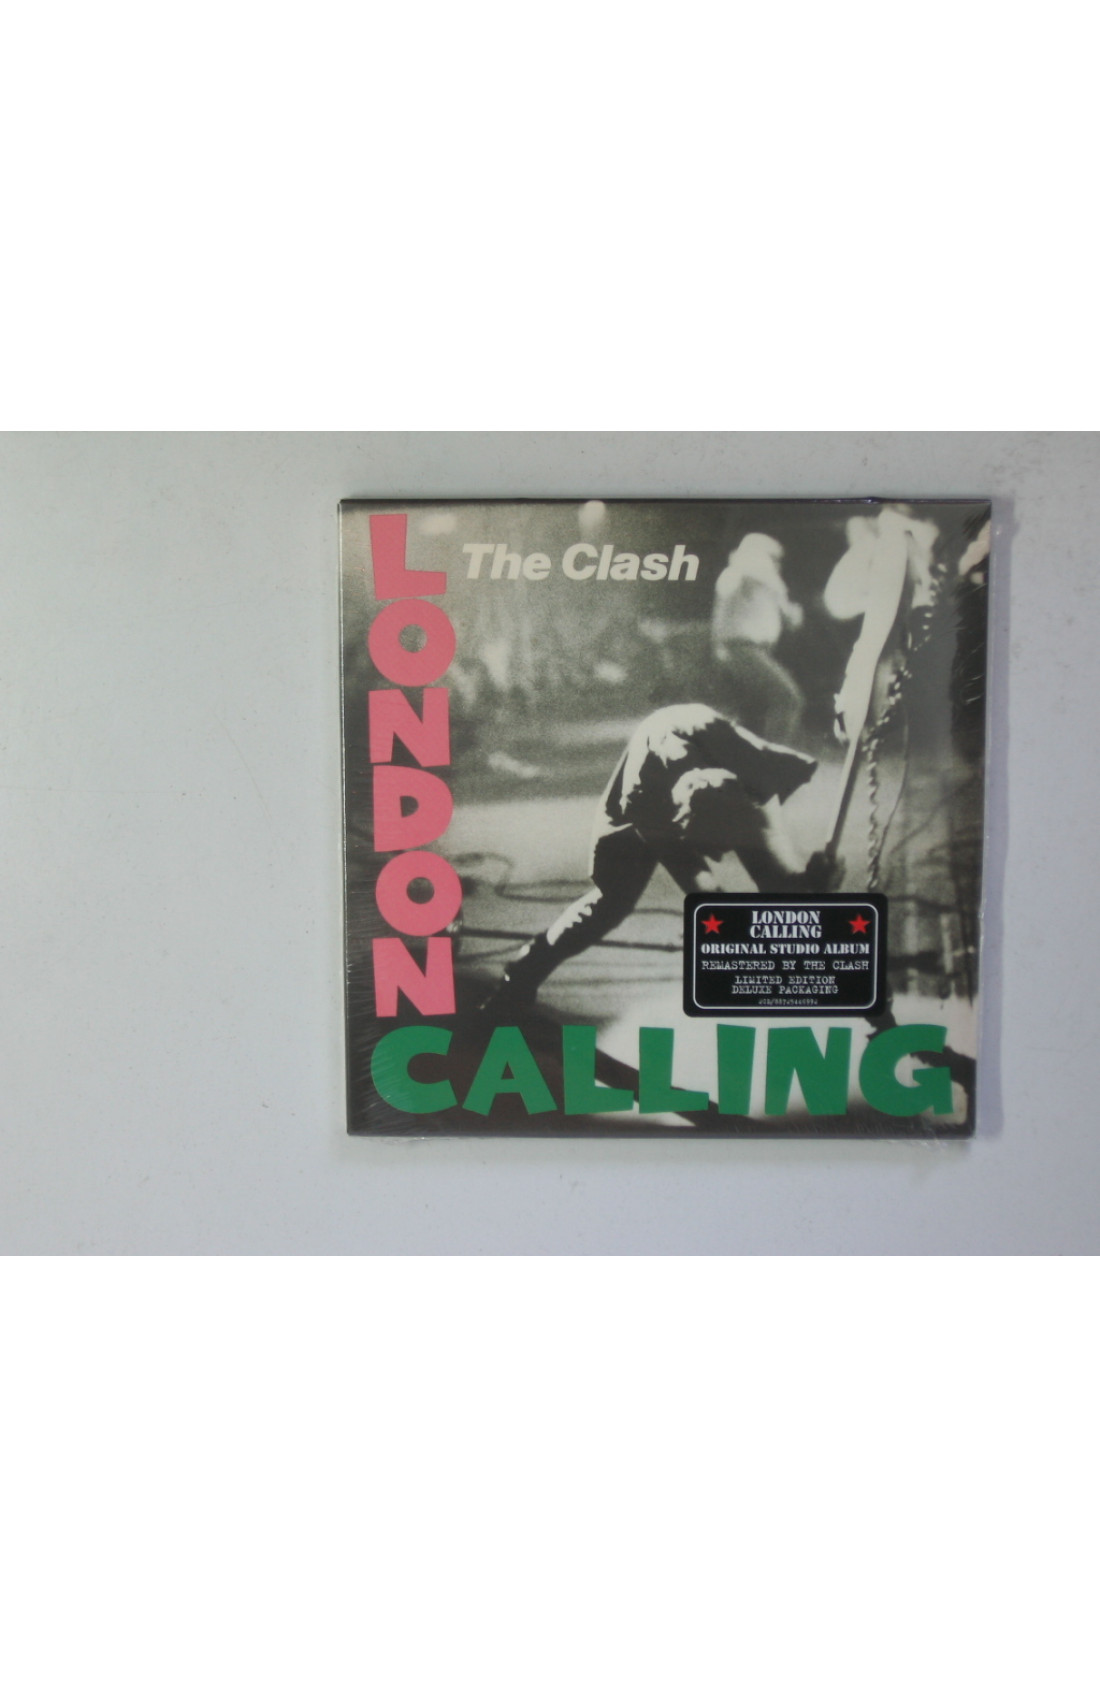 LONDON
The Clash
CALLING
LONDON
CALLING
ORIGINAL STUDIO ALBUM
REMASTERED BY THE CLASH
LIMITED EDITION
DELUXE PACKAGING